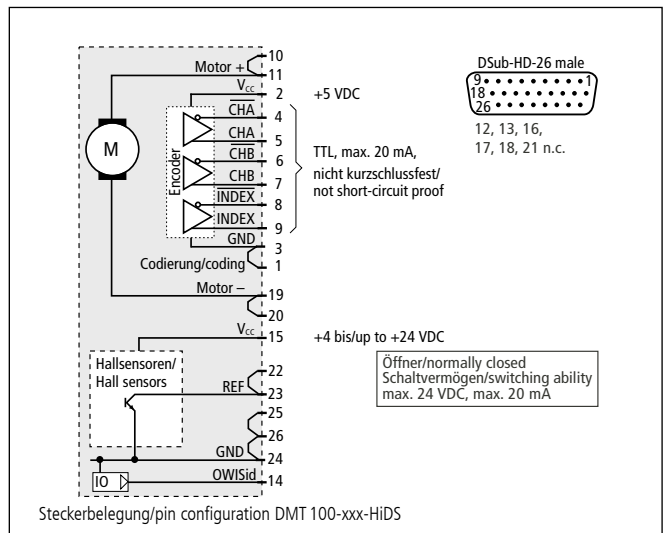 10
Motor +
11
Vcc
2
+5 VDC
CHA
4
CHA
5
CHB
6
CHB
7
INDEX
8
INDEX
9
GND
3
Codierung/coding
1
Motor –
19
20
Vcc
15
+4 bis/up to +24 VDC
M
Encoder
TTL, max. 20 mA,
nicht kurzschlussfest/
not short-circuit proof
DSub-HD-26 male
9
1
18
26
12, 13, 16,
17, 18, 21 n.c.
Hallsensoren/
Hall sensors
22
REF
23
25
26
GND
24
OWISid
14
IO
Öffner/normally closed
Schaltvermögen/switching ability
max. 24 VDC, max. 20 mA
Steckerbelegung/pin configuration DMT 100-xxx-HiDS